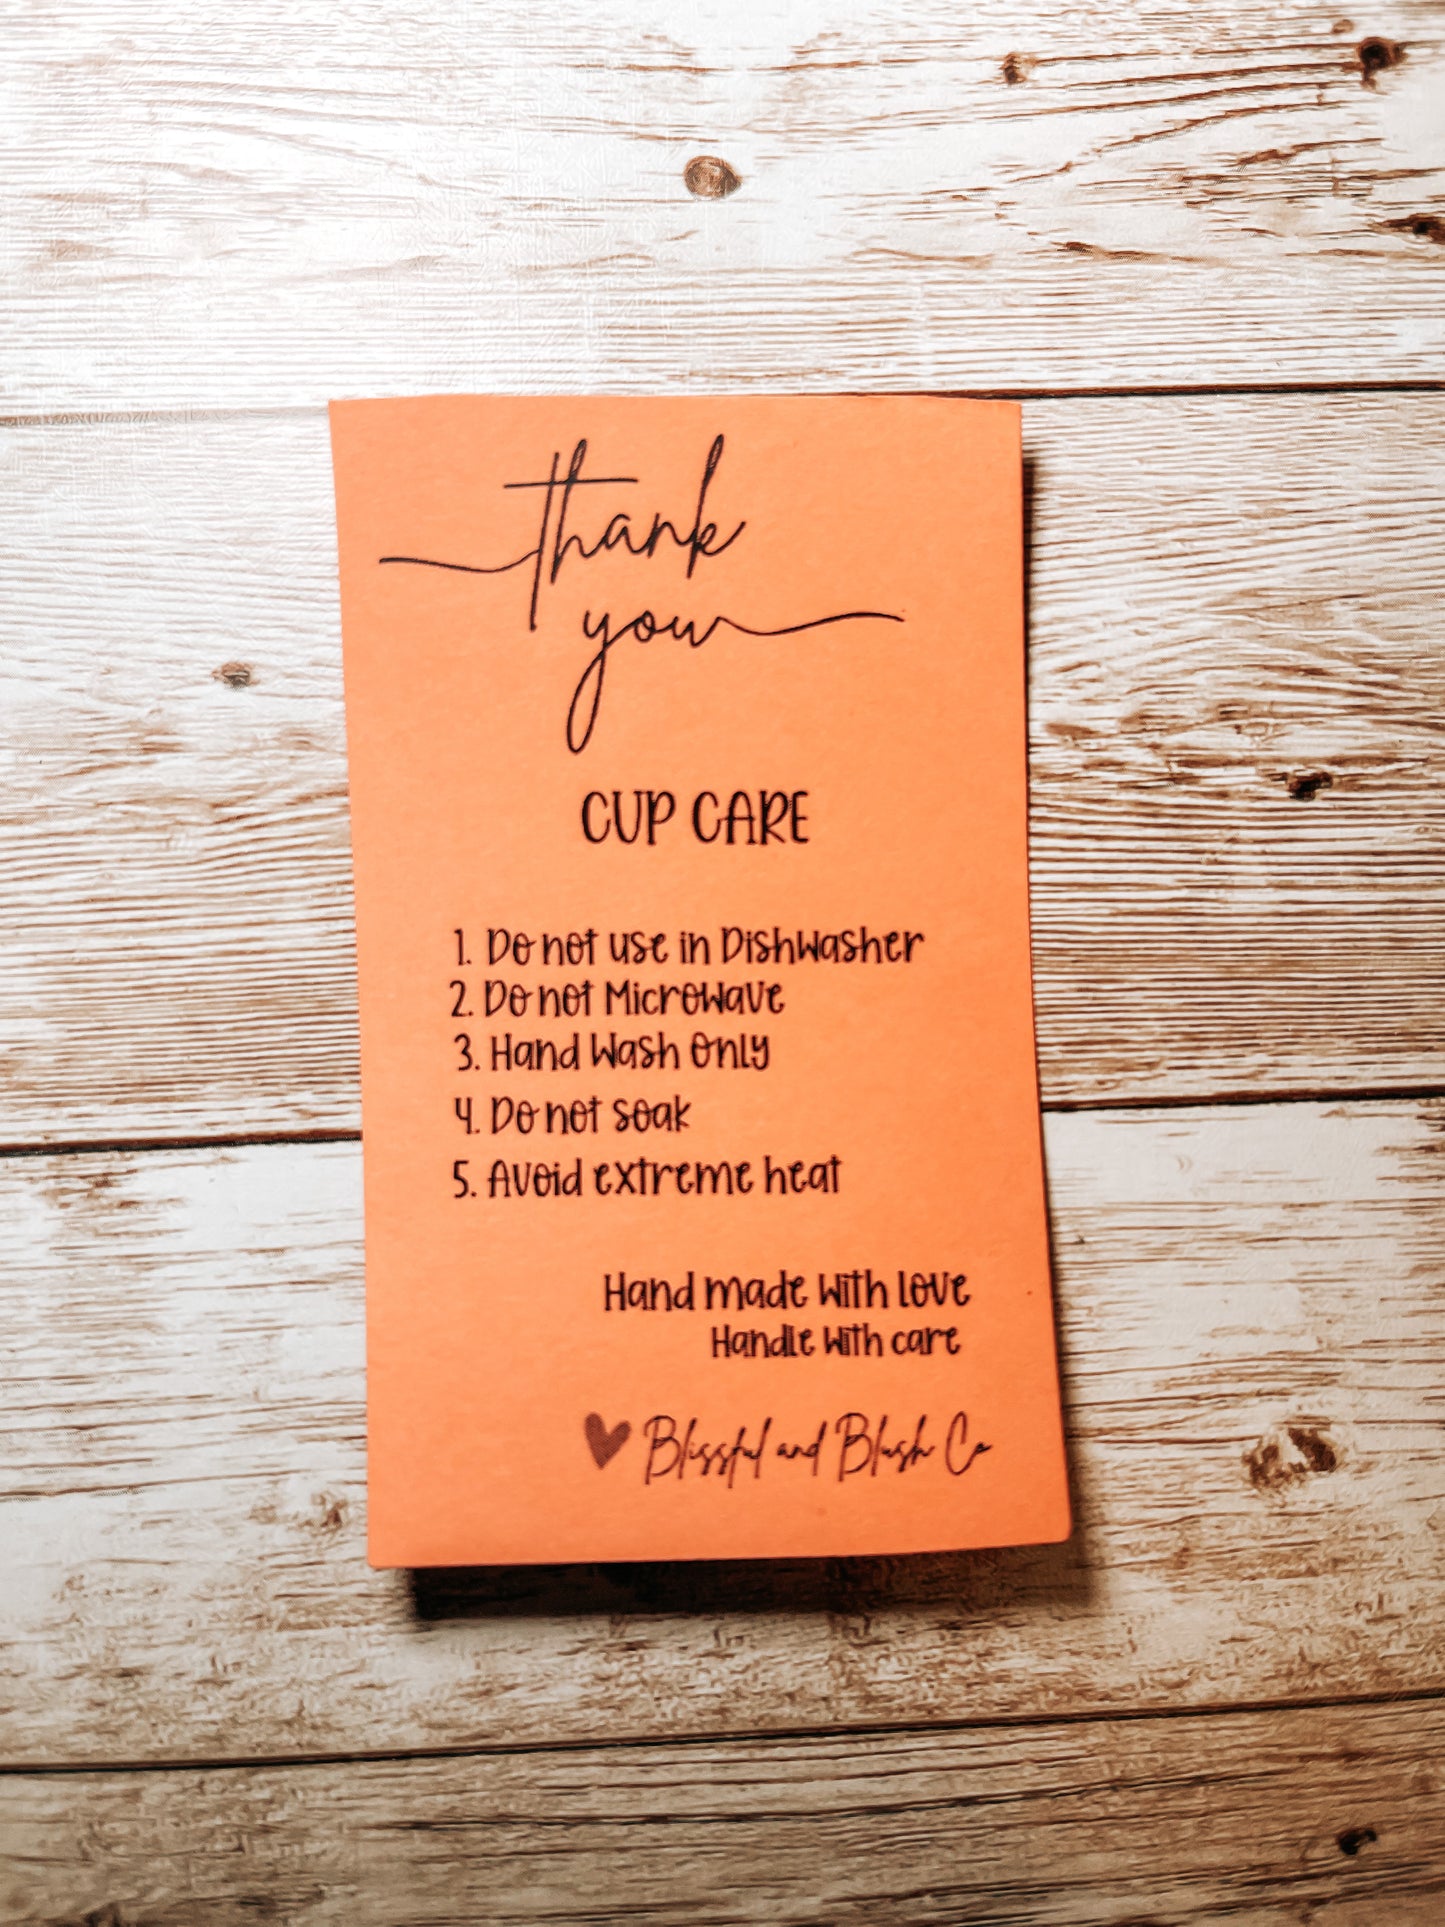 thank
you
CUP CARE
1. Do not use in Dishwasher
2. Do not Microwave
3. Hand Wash Only
4. Do not soak
5. Avoid extreme heat
Hand made with love
Handle with care
Blissful and Blush Co